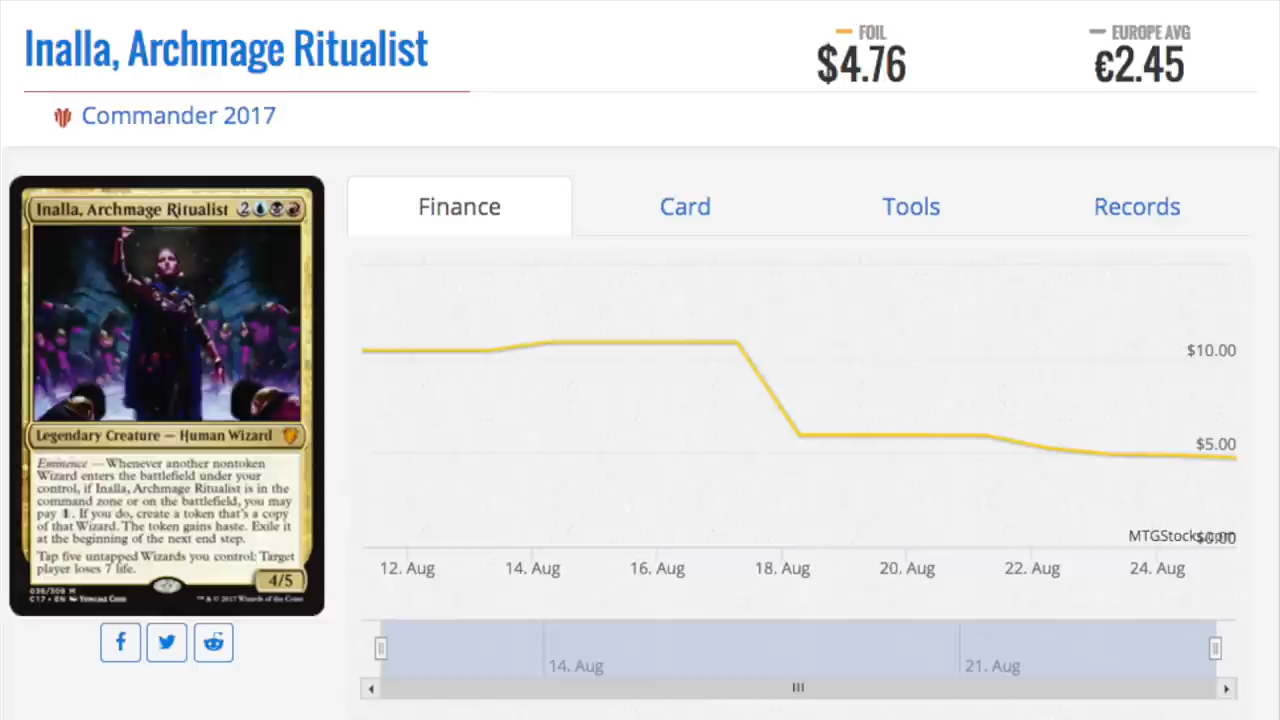 Inalla, Archmage Ritualist
FOIL
$4.76
EUROPE AVG
€2.45
Commander 2017
Finance
Card
Tools
Records
Inalla, Archmage Ritualist 2
Legendary Creature — Human Wizard
Eminence — Whenever another nontoken
Wizard enters the battlefield under your
control, if Inalla, Archmage Ritualist is in the
command zone or on the battlefield, you may
pay 1. If you do, create a token that's a copy
of that Wizard. The token gains haste. Exile it
at the beginning of the next end step.
Tap five untapped Wizards you control: Target
player loses 7 life.
4/5
C17 • EN
$10.00
$5.00
$0.00
MTGStocks.com
12. Aug
14. Aug
16. Aug
18. Aug
20. Aug
22. Aug
24. Aug
14. Aug
21. Aug